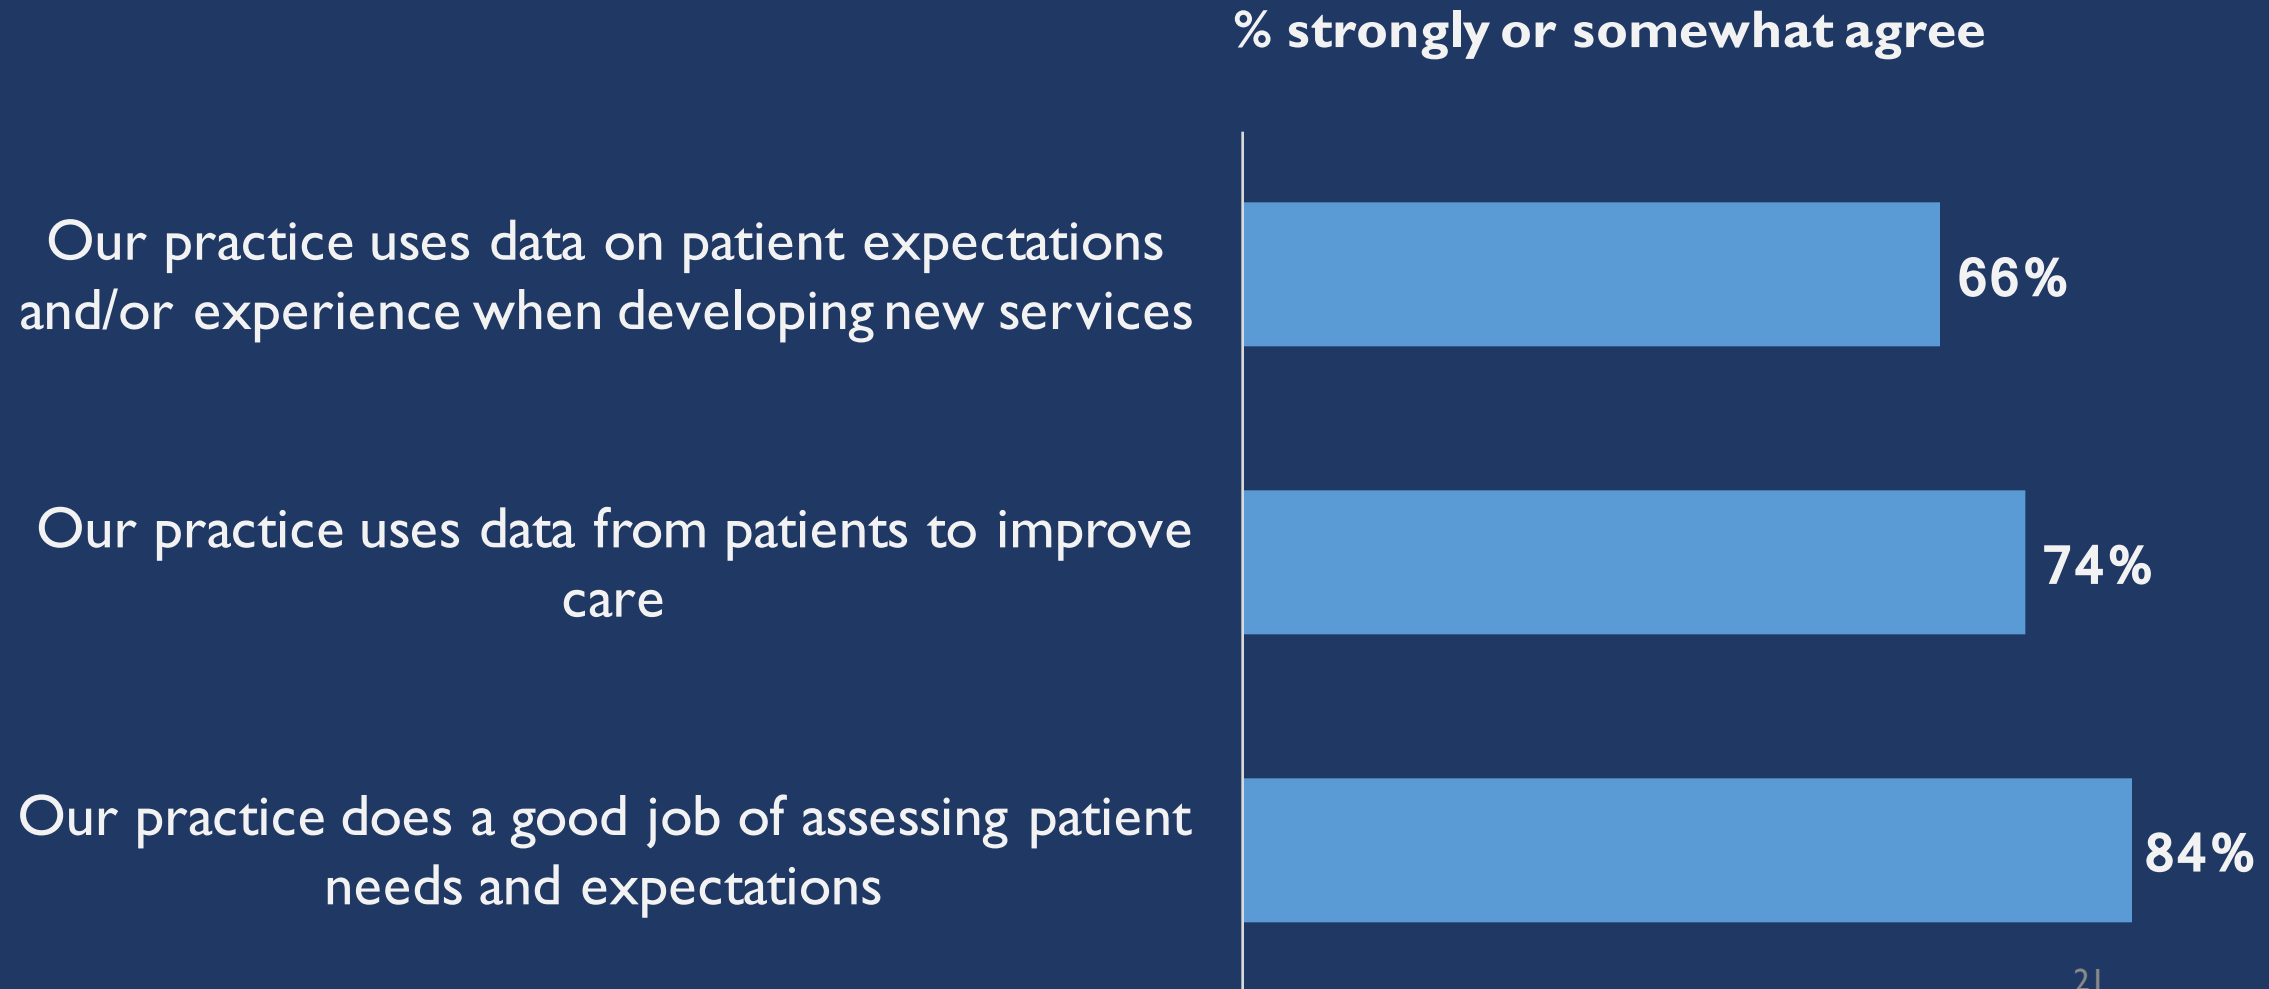 % strongly or somewhat agree
Our practice uses data on patient expectations
and/or experience when developing new services
66%
Our practice uses data from patients to improve
care
74%
Our practice does a good job of assessing patient
needs and expectations
84%
21